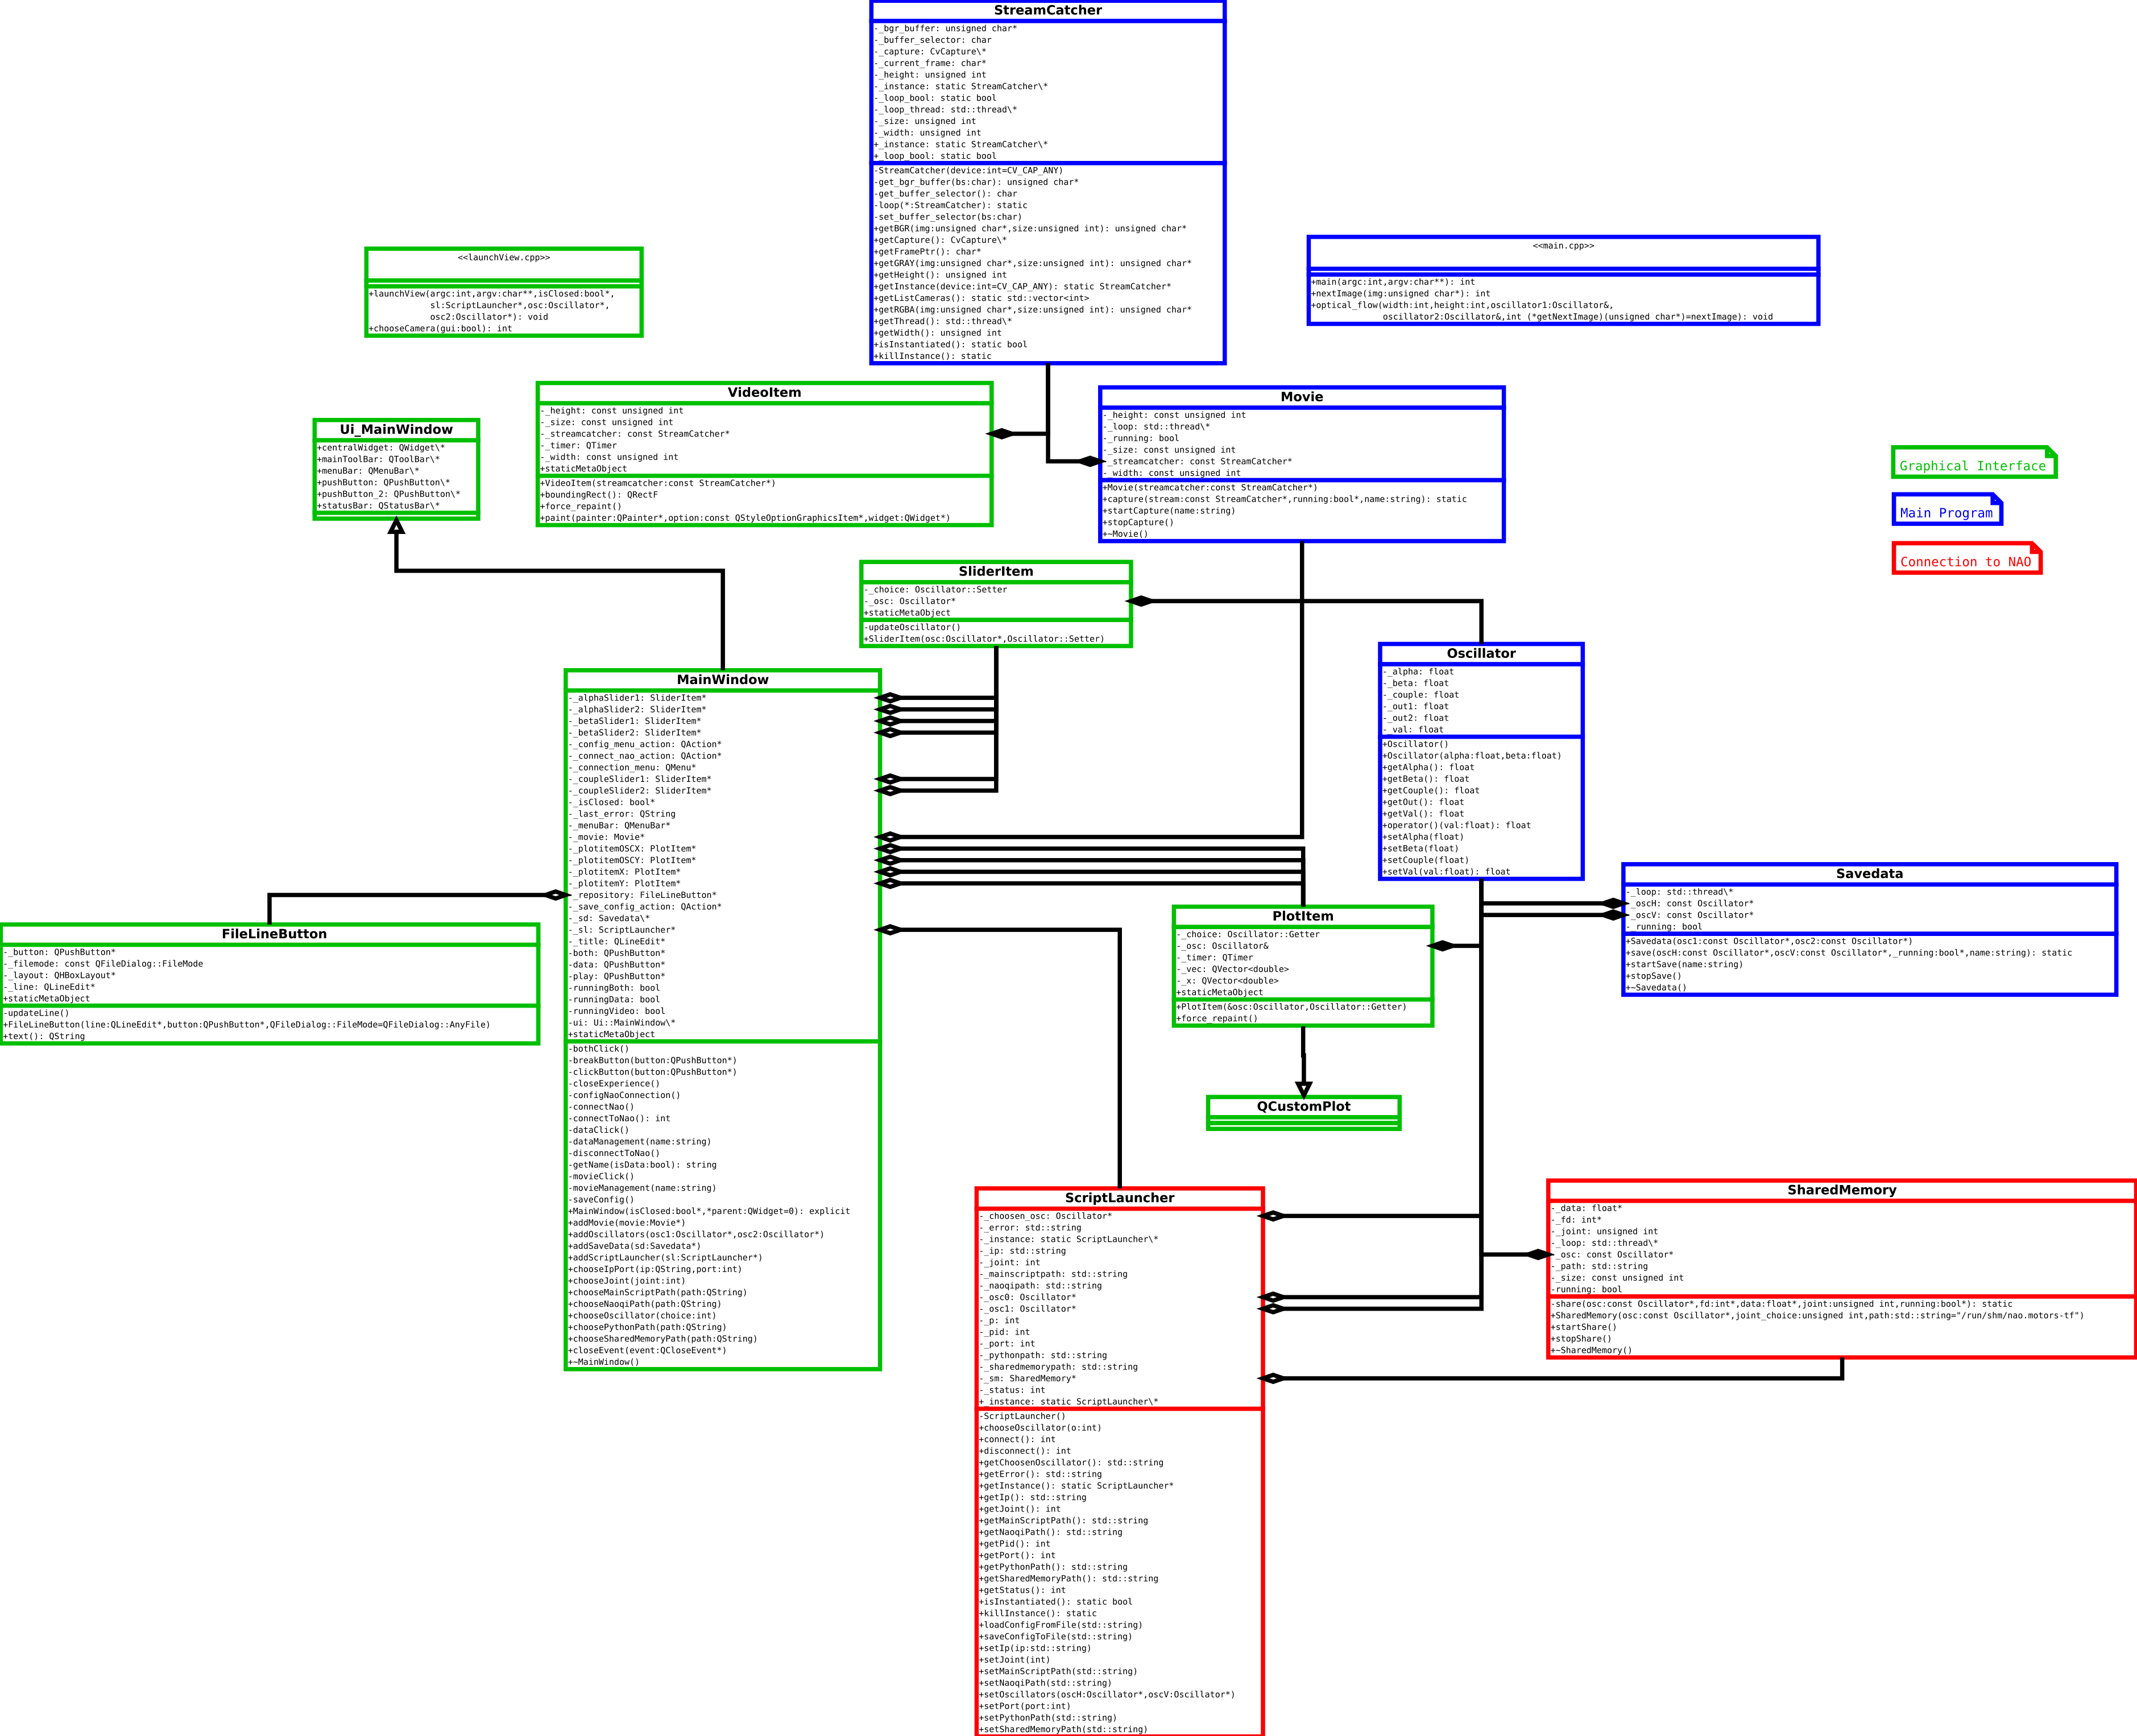 StreamCatcher
-_bgr_buffer: unsigned char*
-_buffer_selector: char
-_capture: CvCapture\*
-_current_frame: char*
-_height: unsigned int
-_instance: static StreamCatcher\*
-_loop_bool: static bool
-_loop_thread: std::thread\*
-_size: unsigned int
-_width: unsigned int
+_instance: static StreamCatcher\*
+_loop_bool: static bool
-StreamCatcher(device:int=CV_CAP_ANY)
-get_bgr_buffer(bs:char): unsigned char*
-get_buffer_selector(): char
-loop(*:StreamCatcher): static
-set_buffer_selector(bs:char)
+getBGR(img:unsigned char*,size:unsigned int): unsigned char*
+getCapture(): CvCapture\*
+getFramePtr(): char*
+getGRAY(img:unsigned char*,size:unsigned int): unsigned char*
+getHeight(): unsigned int
+getInstance(device:int=CV_CAP_ANY): static StreamCatcher*
+getListCameras(): static std::vector<int>
+getRGBA(img:unsigned char*,size:unsigned int): unsigned char*
+getThread(): std::thread\*
+getWidth(): unsigned int
+isInstantiated(): static bool
+killInstance(): static
<<launchView.cpp>>
+launchView(argc:int,argv:char**,isClosed:bool*,
sl:ScriptLauncher*,osc:Oscillator*,
osc2:Oscillator*): void
+chooseCamera(gui:bool): int
<<main.cpp>>
+main(argc:int,argv:char**): int
+nextImage(img:unsigned char*): int
+optical_flow(width:int,height:int,oscillator1:Oscillator&,
oscillator2:Oscillator&,int (*getNextImage)(unsigned char*)=nextImage): void
Ui_MainWindow
+centralWidget: QWidget\*
+mainToolBar: QToolBar\*
+menuBar: QMenuBar\*
+pushButton: QPushButton\*
+pushButton_2: QPushButton\*
+statusBar: QStatusBar\*
VideoItem
-_height: const unsigned int
-_size: const unsigned int
-_streamcatcher: const StreamCatcher*
-_timer: QTimer
-_width: const unsigned int
+staticMetaObject
+VideoItem(streamcatcher:const StreamCatcher*)
+boundingRect(): QRectF
+force_repaint()
+paint(painter:QPainter*,option:const QStyleOptionGraphicsItem*,widget:QWidget*)
Movie
-_height: const unsigned int
-_loop: std::thread\*
-_running: bool
-_size: const unsigned int
-_streamcatcher: const StreamCatcher*
-_width: const unsigned int
+Movie(streamcatcher:const StreamCatcher*)
+capture(stream:const StreamCatcher*,running:bool*,name:string): static
+startCapture(name:string)
+stopCapture()
+~Movie()
Graphical Interface
Main Program
Connection to NAO
SliderItem
-_choice: Oscillator::Setter
-_osc: Oscillator*
+staticMetaObject
-updateOscillator()
+SliderItem(osc:Oscillator*,Oscillator::Setter)
Oscillator
-_alpha: float
-_beta: float
-_couple: float
-_out1: float
-_out2: float
-_val: float
+Oscillator()
+Oscillator(alpha:float,beta:float)
+getAlpha(): float
+getBeta(): float
+getCouple(): float
+getOut(): float
+getVal(): float
+operator()(val:float): float
+setAlpha(float)
+setBeta(float)
+setCouple(float)
+setVal(val:float): float
MainWindow
-_alphaSlider1: SliderItem*
-_alphaSlider2: SliderItem*
-_betaSlider1: SliderItem*
-_betaSlider2: SliderItem*
-_config_menu_action: QAction*
-_connect_nao_action: QAction*
-_connection_menu: QMenu*
-_coupleSlider1: SliderItem*
-_coupleSlider2: SliderItem*
-_isClosed: bool*
-_last_error: QString
-_menuBar: QMenuBar*
-_movie: Movie*
-_plotitemOSCX: PlotItem*
-_plotitemOSCY: PlotItem*
-_plotitemX: PlotItem*
-_plotitemY: PlotItem*
-_repository: FileLineButton*
-_save_config_action: QAction*
-_sd: Savedata\*
-_sl: ScriptLauncher*
-_title: QLineEdit*
-both: QPushButton*
-data: QPushButton*
-play: QPushButton*
-runningBoth: bool
-runningData: bool
-runningVideo: bool
-ui: Ui::MainWindow\*
+staticMetaObject
-bothClick()
-breakButton(button:QPushButton*)
-clickButton(button:QPushButton*)
-closeExperience()
-configNaoConnection()
-connectNao()
-connectToNao(): int
-dataClick()
-dataManagement(name:string)
-disconnectToNao()
-getName(isData:bool): string
-movieClick()
-movieManagement(name:string)
-saveConfig()
+MainWindow(isClosed:bool*,*parent:QWidget=0): explicit
+addMovie(movie:Movie*)
+addOscillators(osc1:Oscillator*,osc2:Oscillator*)
+addSaveData(sd:Savedata*)
+addScriptLauncher(sl:ScriptLauncher*)
+chooseIpPort(ip:QString,port:int)
+chooseJoint(joint:int)
+chooseMainScriptPath(path:QString)
+chooseNaoqiPath(path:QString)
+chooseOscillator(choice:int)
+choosePythonPath(path:QString)
+chooseSharedMemoryPath(path:QString)
+closeEvent(event:QCloseEvent*)
+~MainWindow()
Savedata
-_loop: std::thread\*
-_oscH: const Oscillator*
-_oscV: const Oscillator*
-_running: bool
+Savedata(osc1:const Oscillator*,osc2:const Oscillator*)
+save(oscH:const Oscillator*,oscV:const Oscillator*,_running:bool*,name:string): static
+startSave(name:string)
+stopSave()
+~Savedata()
FileLineButton
-_button: QPushButton*
-_filemode: const QFileDialog::FileMode
-_layout: QHBoxLayout*
-_line: QLineEdit*
+staticMetaObject
-updateLine()
+FileLineButton(line:QLineEdit*,button:QPushButton*,QFileDialog::FileMode=QFileDialog::AnyFile)
+text(): QString
PlotItem
-_choice: Oscillator::Getter
-_osc: Oscillator&
-_timer: QTimer
-_vec: QVector<double>
-_x: QVector<double>
+staticMetaObject
+PlotItem(&osc:Oscillator,Oscillator::Getter)
+force_repaint()
QCustomPlot
ScriptLauncher
-_choosen_osc: Oscillator*
-_error: std::string
-_instance: static ScriptLauncher\*
-_ip: std::string
-_joint: int
-_mainscriptpath: std::string
-_naoqipath: std::string
-_osc0: Oscillator*
-_osc1: Oscillator*
-_p: int
-_pid: int
-_port: int
-_pythonpath: std::string
-_sharedmemorypath: std::string
-_sm: SharedMemory*
-_status: int
+_instance: static ScriptLauncher\*
-ScriptLauncher()
+chooseOscillator(o:int)
+connect(): int
+disconnect(): int
+getChoosenOscillator(): std::string
+getError(): std::string
+getInstance(): static ScriptLauncher*
+getIp(): std::string
+getJoint(): int
+getMainScriptPath(): std::string
+getNaoqiPath(): std::string
+getPid(): int
+getPort(): int
+getPythonPath(): std::string
+getSharedMemoryPath(): std::string
+getStatus(): int
+isInstantiated(): static bool
+killInstance(): static
+loadConfigFromFile(std::string)
+saveConfigToFile(std::string)
+setIp(ip:std::string)
+setJoint(int)
+setMainScriptPath(std::string)
+setNaoqiPath(std::string)
+setOscillators(oscH:Oscillator*,oscV:Oscillator*)
+setPort(port:int)
+setPythonPath(std::string)
+setSharedMemoryPath(std::string)
SharedMemory
-_data: float*
-_fd: int*
-_joint: unsigned int
-_loop: std::thread\*
-_osc: const Oscillator*
-_path: std::string
-_size: const unsigned int
-running: bool
-share(osc:const Oscillator*,fd:int*,data:float*,joint:unsigned int,running:bool*): static
+SharedMemory(osc:const Oscillator*,joint_choice:unsigned int,path:std::string="/run/shm/nao.motors-tf")
+startShare()
+stopShare()
+~SharedMemory()